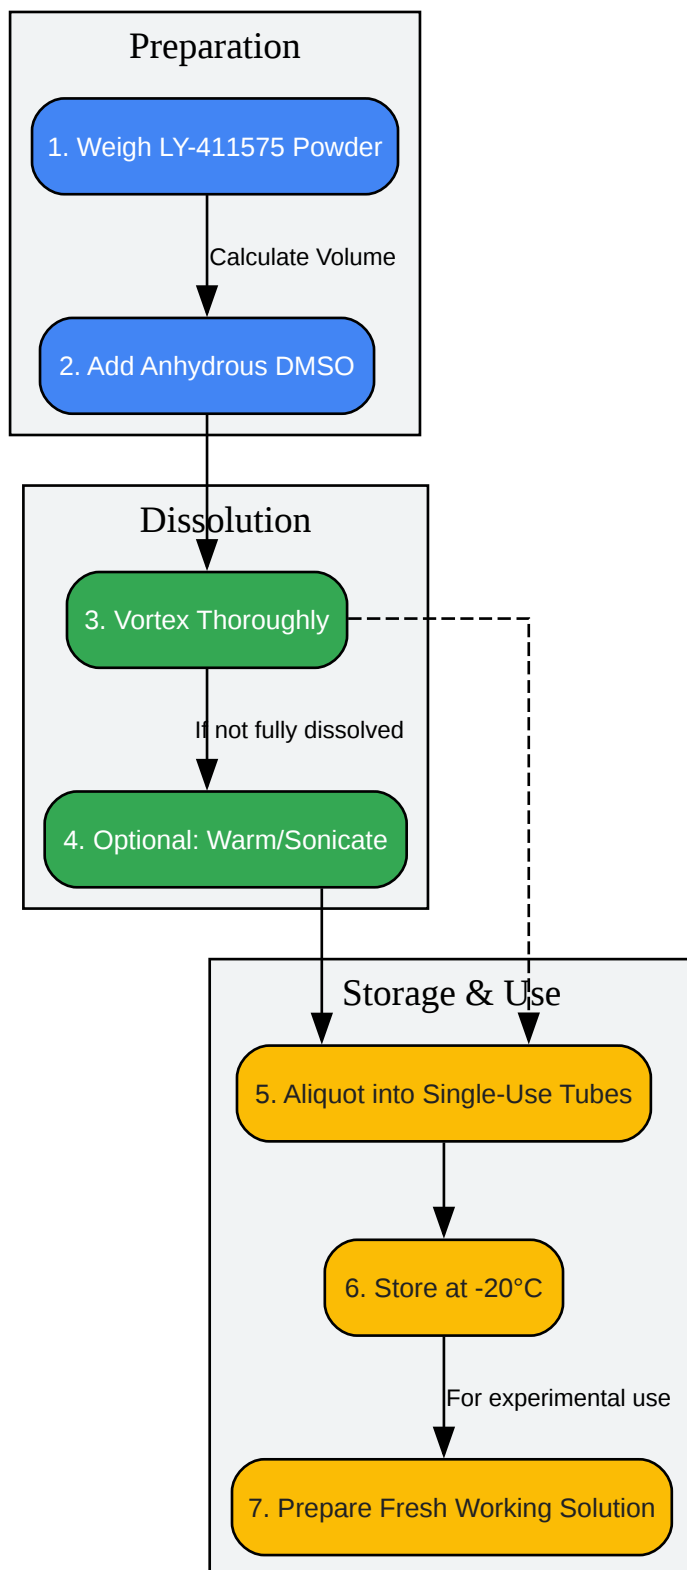 Preparation
1. Weigh LY-411575 Powder
Calculate Volume
2. Add Anhydrous DMSO
Dissolution
3. Vortex Thoroughly
If not fully dissolved
4. Optional: Warm/Sonicate
Storage & Use
5. Aliquot into Single-Use Tubes
6. Store at -20°C
For experimental use
7. Prepare Fresh Working Solution